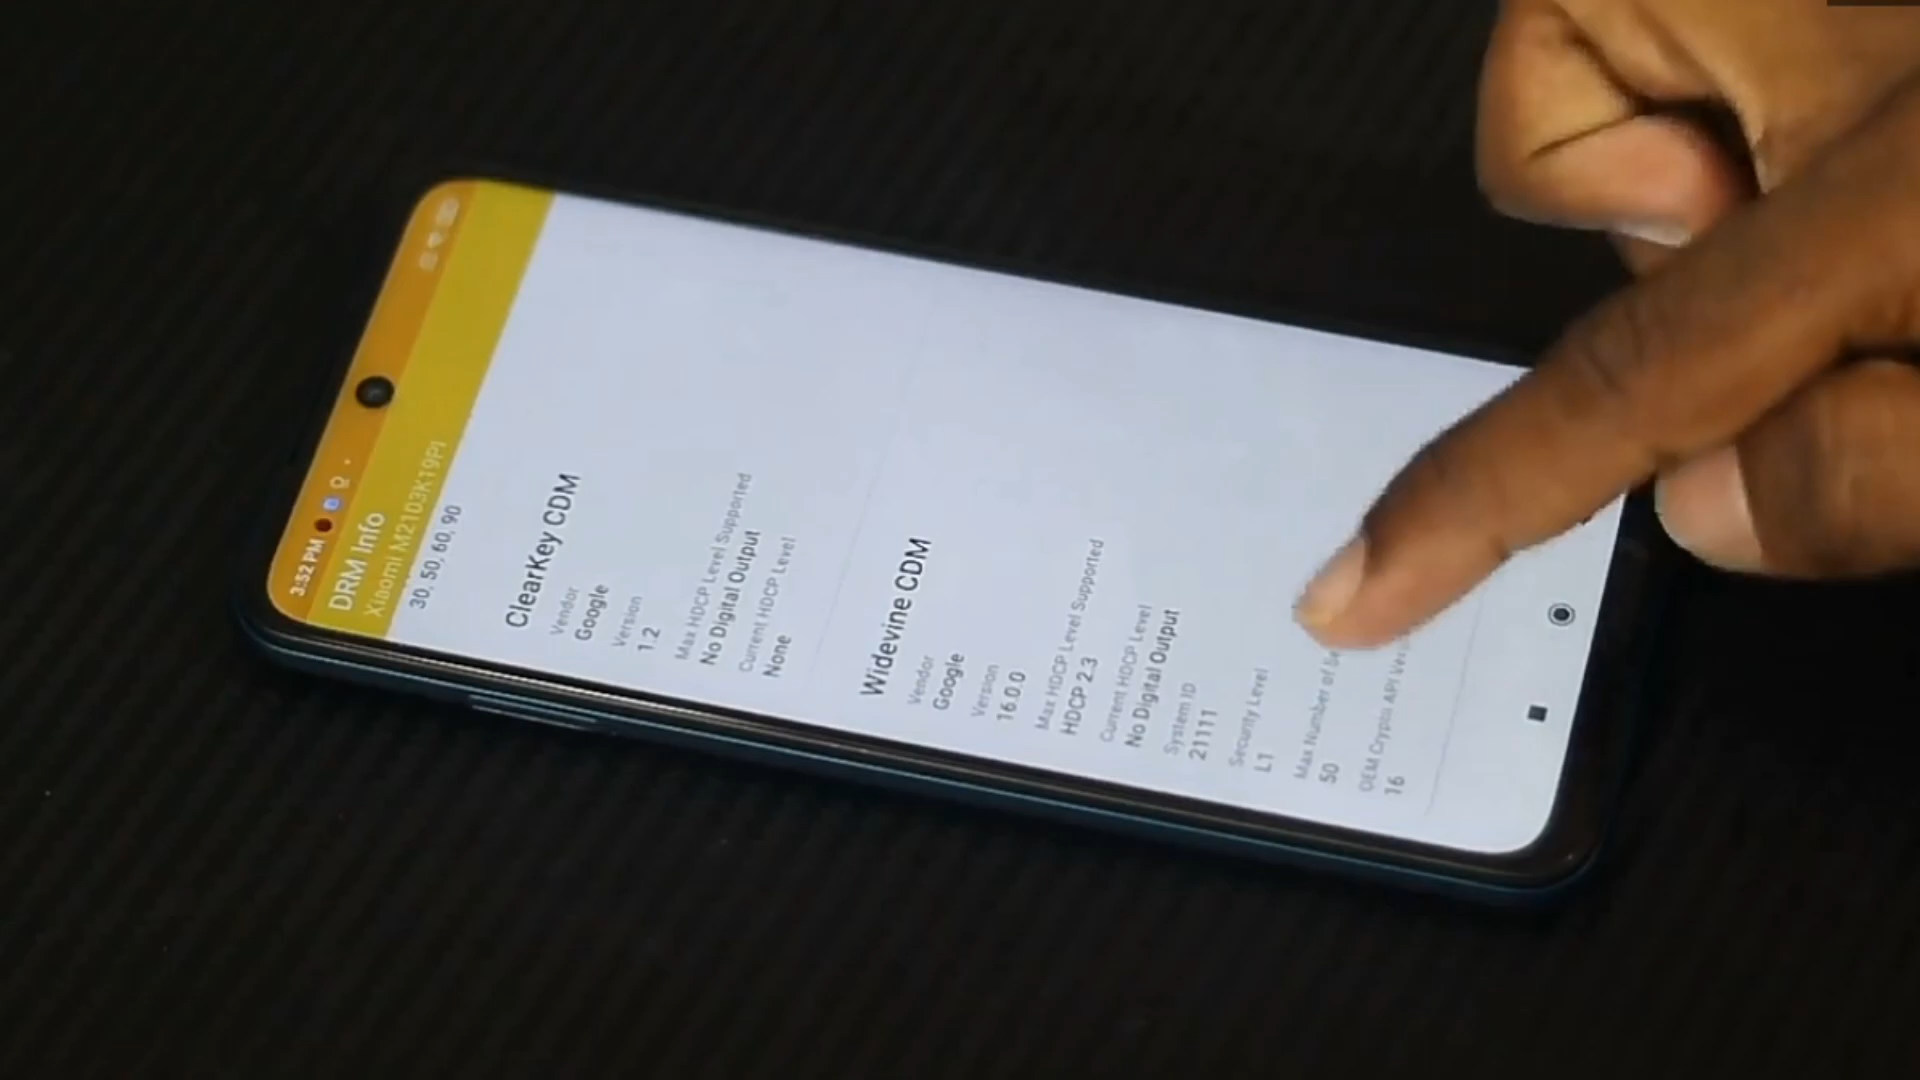 3:52 PM
DRM Info
Xiaomi M2103K19PI
30, 50, 60, 90
ClearKey CDM
Vendor
Google
Version
1.2
Max HDCP Level Supported
No Digital Output
Current HDCP Level
None
Widevine CDM
Vendor
Google
Version
16.0.0
Max HDCP Level Supported
HDCP 2.3
Current HDCP Level
No Digital Output
System ID
21111
Security Level
L1
Max Number of
50
OEM Crypto API
16